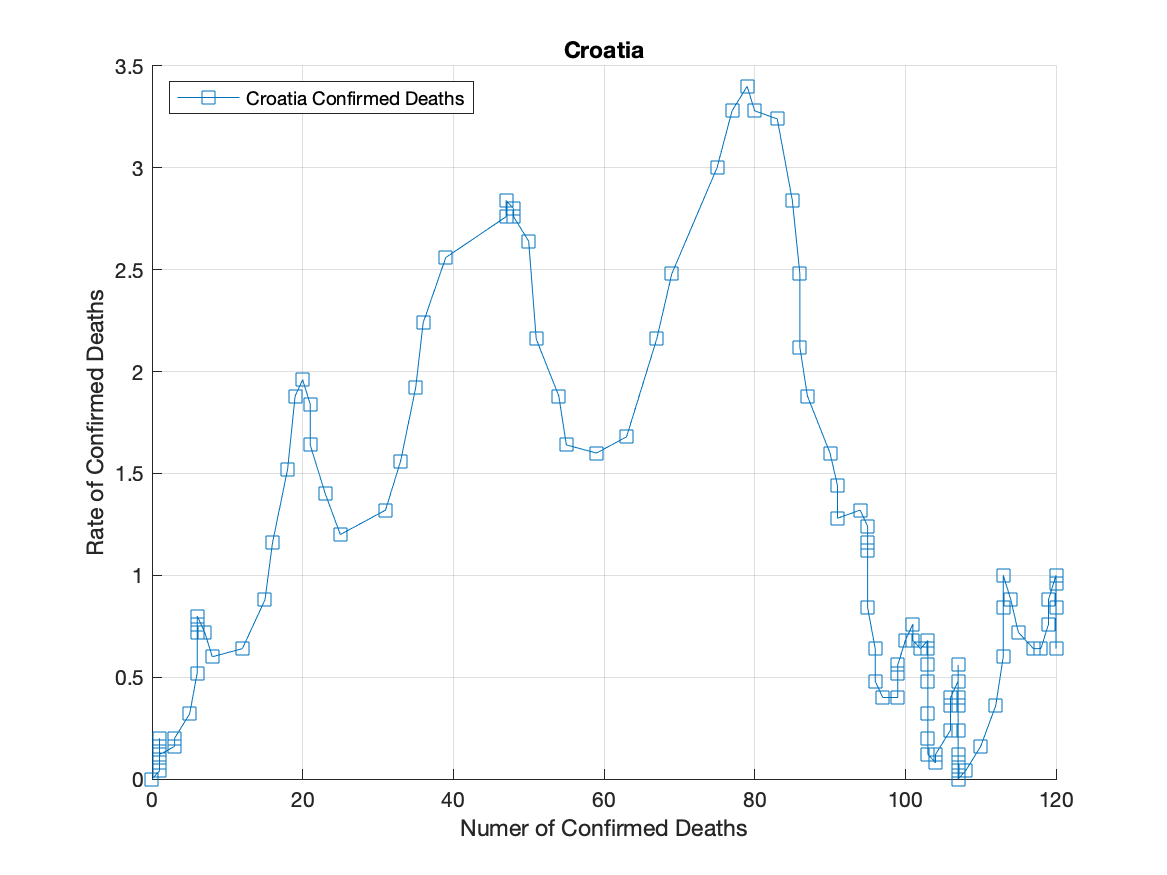 Croatia
Croatia Confirmed Deaths
Rate of Confirmed Deaths
3.5
3
2.5
2
1.5
1
0.5
0
0 20 40 60 80 100 120
Numer of Confirmed Deaths